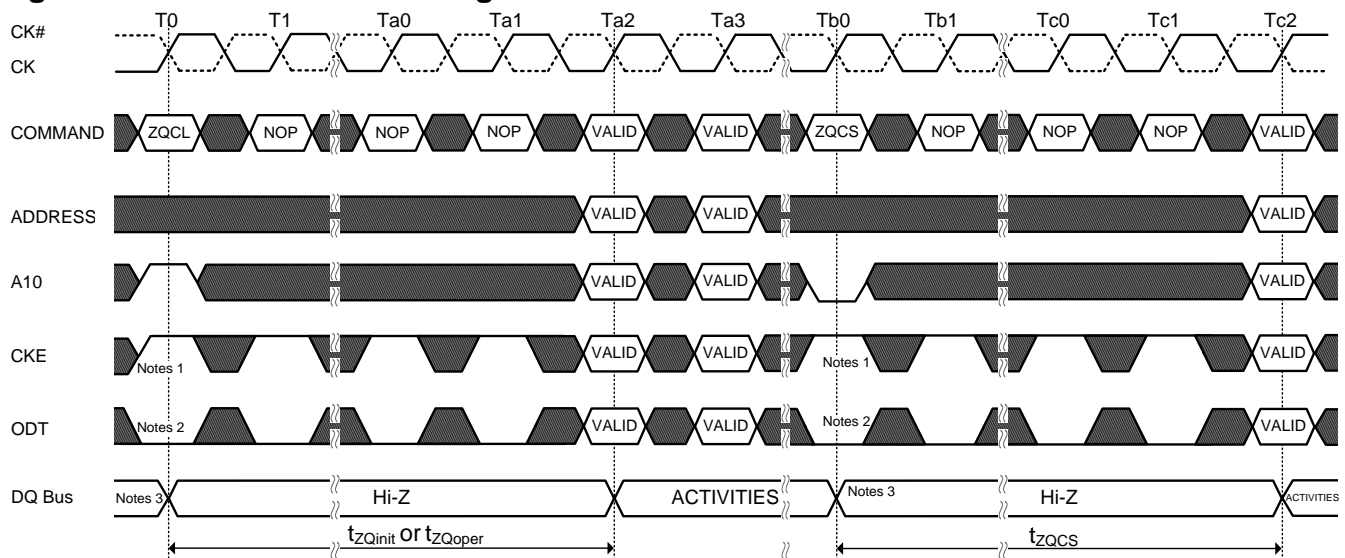 T0 T1 Ta0 Ta1 Ta2 Ta3 Tb0 Tb1 Tc0 Tc1 Tc2
CK#
CK
COMMAND ZQCL NOP NOP NOP VALID VALID ZQCS NOP NOP NOP VALID
ADDRESS VALID VALID VALID
A10 VALID VALID VALID
CKE Notes 1 VALID VALID Notes 1 VALID
ODT Notes 2 VALID VALID Notes 2 VALID
DQ Bus Notes 3 Hi-Z ACTIVITIES Notes 3 Hi-Z ACTIVITIES
tZQinit or tZQoper tZQCS